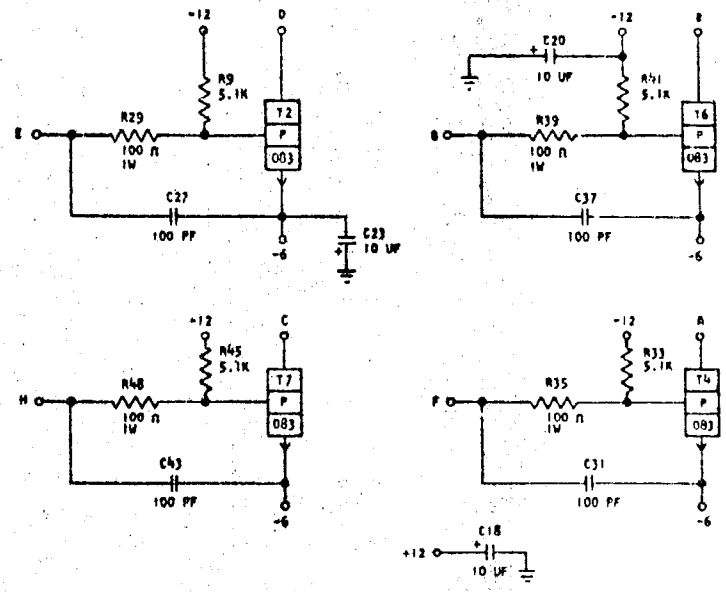 -12
D
R9
5.1K
T2
P
083
E
R29
100 Ω
1W
C27
100 PF
-6
+
C23
10 UF
-12
B
+
C20
10 UF
R41
5.1K
T6
P
083
G
R39
100 Ω
1W
C37
100 PF
-6
-12
C
R45
5.1K
T7
P
083
H
R48
100 Ω
1W
C43
100 PF
-6
-12
A
R33
5.1K
T4
P
083
F
R35
100 Ω
1W
C31
100 PF
-6
+12
+
C18
10 UF